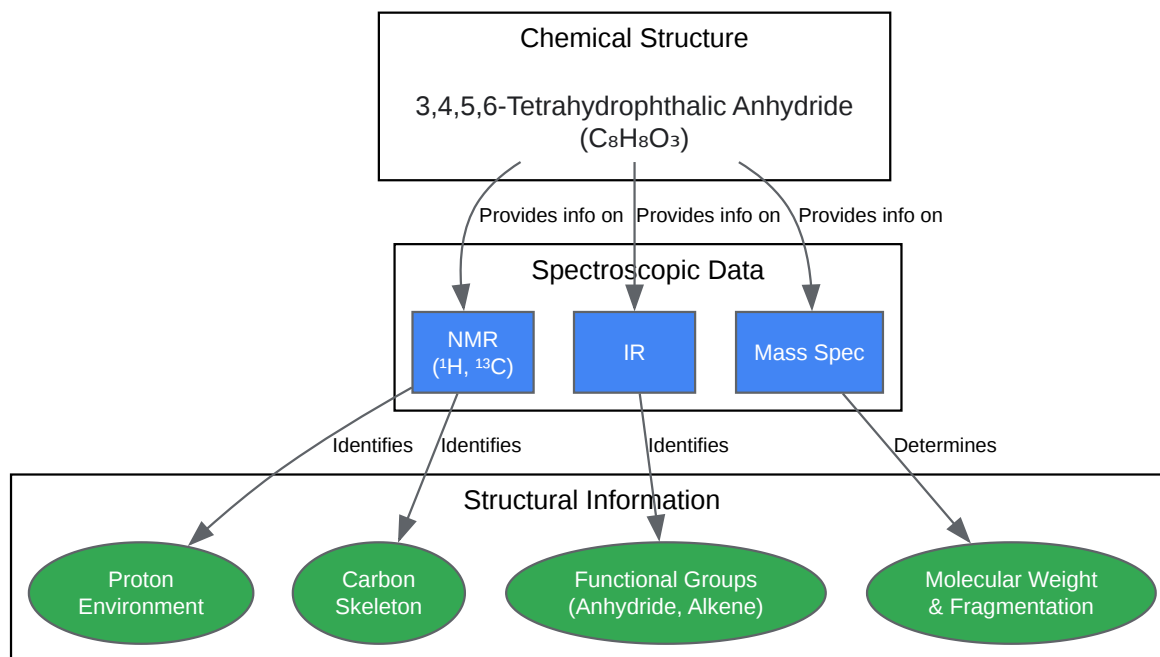 Chemical Structure
3,4,5,6-Tetrahydrophthalic Anhydride
(C₈H₈O₃)
Provides info on
Provides info on
Provides info on
Spectroscopic Data
NMR
(¹H, ¹³C)
IR
Mass Spec
Identifies
Identifies
Identifies
Determines
Structural Information
Proton
Environment
Carbon
Skeleton
Functional Groups
(Anhydride, Alkene)
Molecular Weight
& Fragmentation